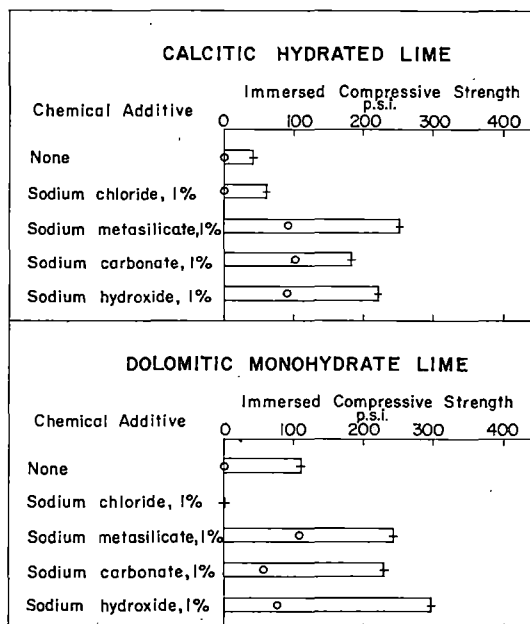 CALCITIC HYDRATED LIME
Chemical Additive
Immersed Compressive Strength
p.s.i.
0 100 200 300 400
None
Sodium chloride, 1%
Sodium metasilicate,1%
Sodium carbonate, 1%
Sodium hydroxide, 1%
DOLOMITIC MONOHYDRATE LIME
Chemical Additive
Immersed Compressive Strength
p.s.i.
0 100 200 300 400
None
Sodium chloride, 1%
Sodium metasilicate,1%
Sodium carbonate,1%
Sodium hydroxide,1%